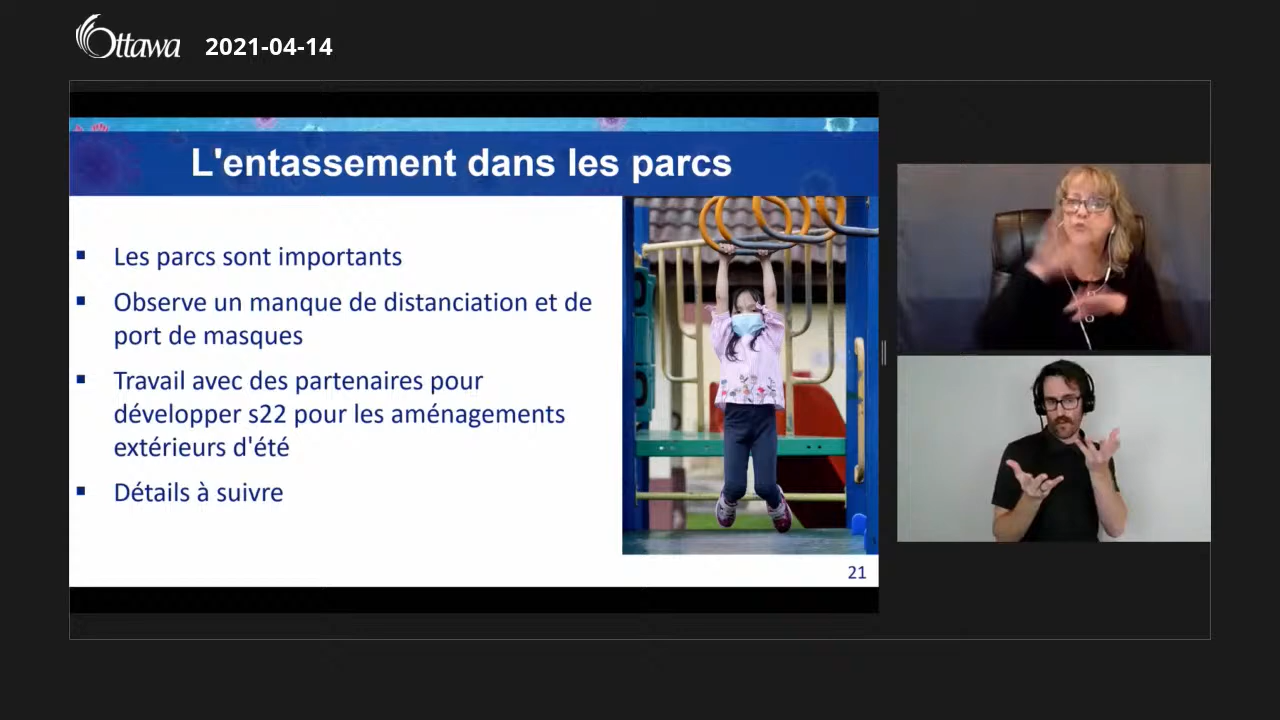 Ottawa 2021-04-14
L'entassement dans les parcs
▪ Les parcs sont importants
▪ Observe un manque de distanciation et de
port de masques
▪ Travail avec des partenaires pour
développer s22 pour les aménagements
extérieurs d'été
▪ Détails à suivre
21